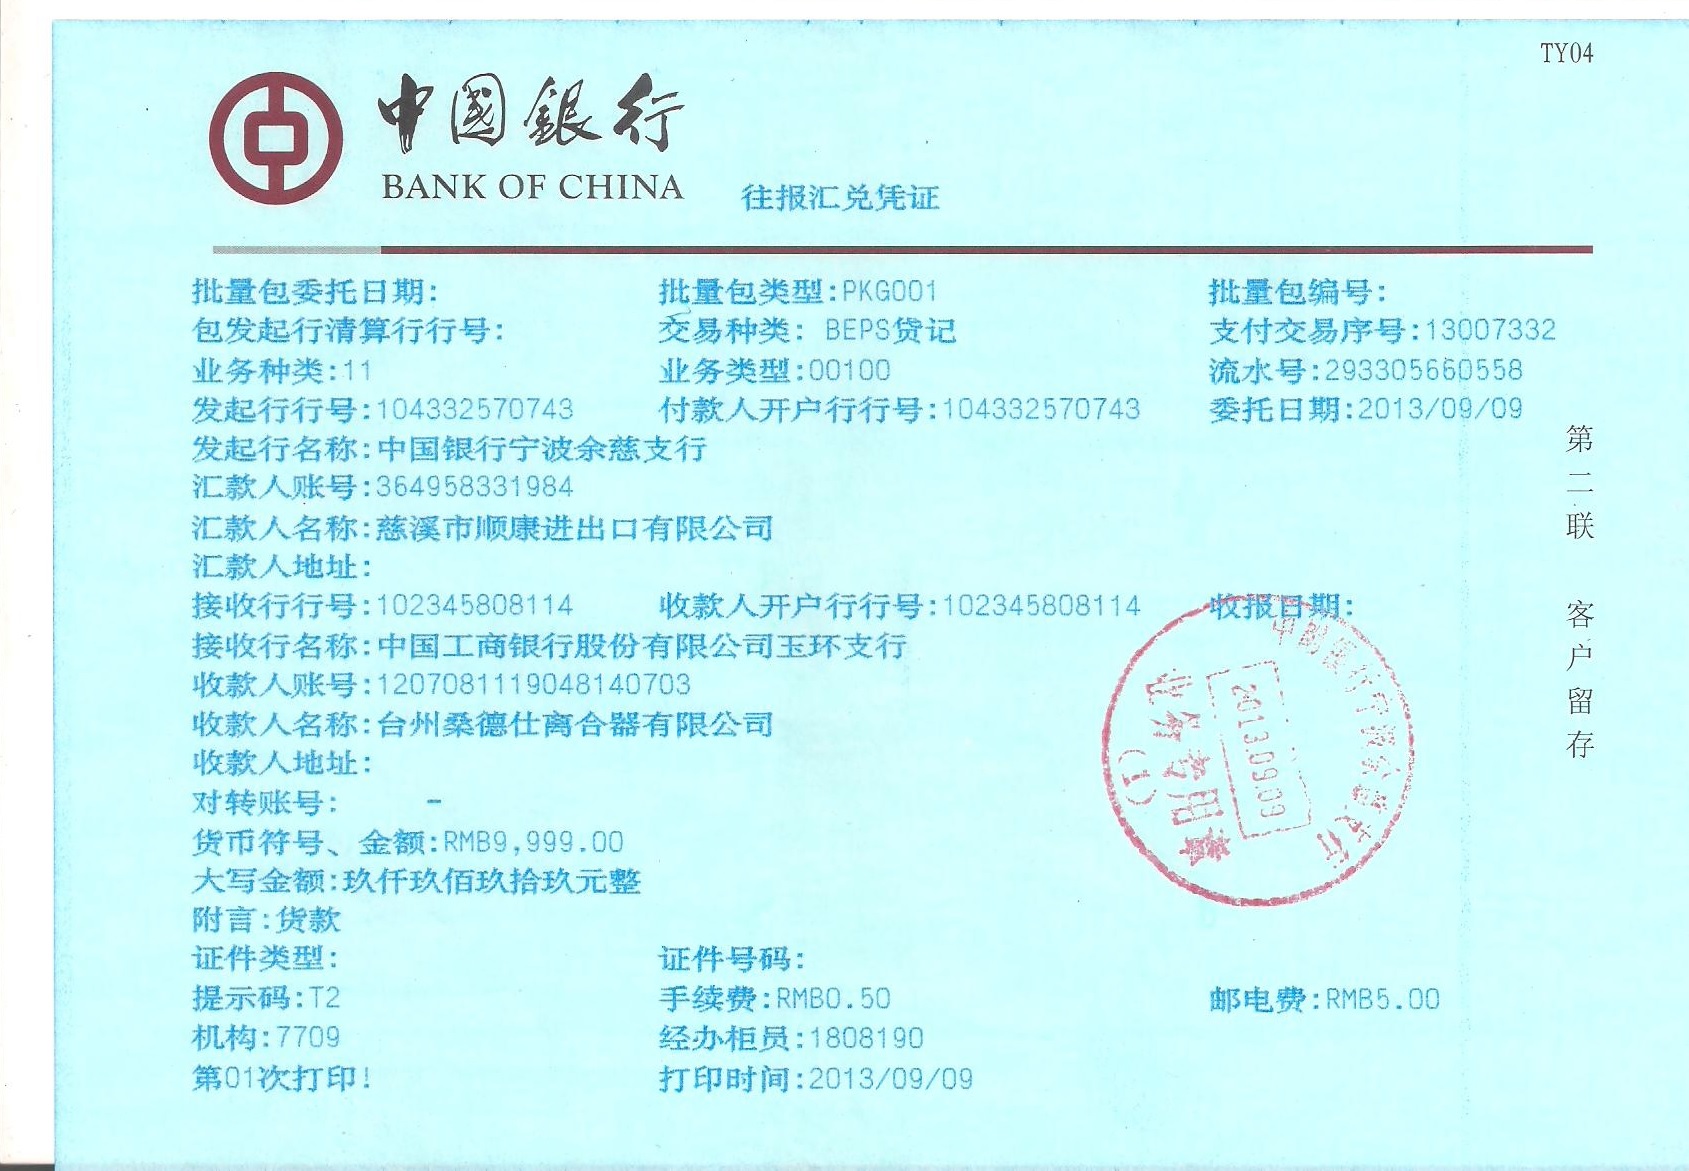 TY04
中國銀行
BANK OF CHINA 往报汇兑凭证
批量包委托日期: 批量包类型:PKG001 批量包编号:
包发起行清算行行号: 交易种类: BEPS贷记 支付交易序号:13007332
业务种类:11 业务类型:00100 流水号:293305660558
发起行行号:104332570743 付款人开户行行号:104332570743 委托日期:2013/09/09
发起行名称:中国银行宁波余慈支行
汇款人账号:364958331984
汇款人名称:慈溪市顺康进出口有限公司
汇款人地址:
接收行行号:102345808114 收款人开户行行号:102345808114 收报日期:
接收行名称:中国工商银行股份有限公司玉环支行
收款人账号:1207081119048140703
收款人名称:台州桑德仕离合器有限公司
收款人地址:
对转账号: -
货币符号、金额:RMB9,999.00
大写金额:玖仟玖佰玖拾玖元整
附言:货款
证件类型: 证件号码:
提示码:T2 手续费:RMB0.50 邮电费:RMB5.00
机构:7709 经办柜员:1808190
第01次打印! 打印时间:2013/09/09
第二联 客户留存
中国银行宁波余慈支行
2013.09.09
业务专用章
(1)